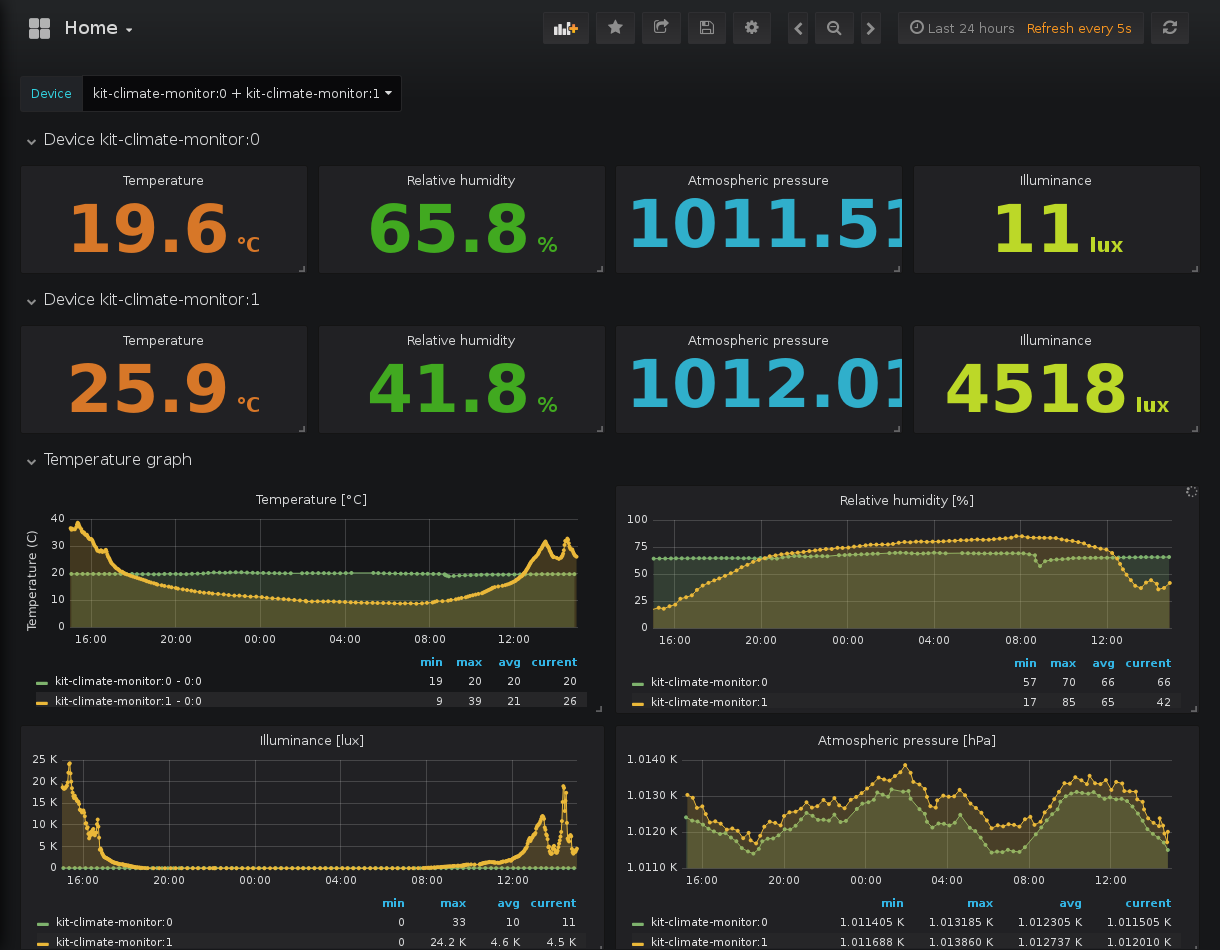 Home
Last 24 hours Refresh every 5s
Device kit-climate-monitor:0 + kit-climate-monitor:1
Device kit-climate-monitor:0
Temperature Relative humidity Atmospheric pressure Illuminance
19.6 °C 65.8 % 1011.51 11 lux
Device kit-climate-monitor:1
Temperature Relative humidity Atmospheric pressure Illuminance
25.9 °C 41.8 % 1012.01 4518 lux
Temperature graph
Temperature [°C]
Temperature (C)
40
30
20
10
0
16:00 20:00 00:00 04:00 08:00 12:00
min max avg current
kit-climate-monitor:0 - 0:0 19 20 20 20
kit-climate-monitor:1 - 0:0 9 39 21 26
Relative humidity [%]
100
75
50
25
0
16:00 20:00 00:00 04:00 08:00 12:00
min max avg current
kit-climate-monitor:0 57 70 66 66
kit-climate-monitor:1 17 85 65 42
Illuminance [lux]
25 K
20 K
15 K
10 K
5 K
0
16:00 20:00 00:00 04:00 08:00 12:00
min max avg current
kit-climate-monitor:0 0 33 10 11
kit-climate-monitor:1 0 24.2 K 4.6 K 4.5 K
Atmospheric pressure [hPa]
1.0140 K
1.0130 K
1.0120 K
1.0110 K
16:00 20:00 00:00 04:00 08:00 12:00
min max avg current
kit-climate-monitor:0 1.011405 K 1.013185 K 1.012305 K 1.011505 K
kit-climate-monitor:1 1.011688 K 1.013860 K 1.012737 K 1.012010 K